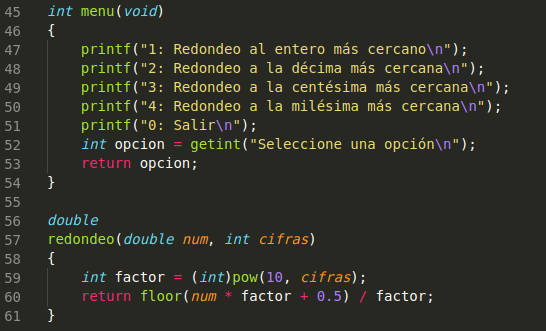 45 int menu(void)
46 {
47     printf("1: Redondeo al entero más cercano\n");
48     printf("2: Redondeo a la décima más cercana\n");
49     printf("3: Redondeo a la centésima más cercana\n");
50     printf("4: Redondeo a la milésima más cercana\n");
51     printf("0: Salir\n");
52     int opcion = getint("Seleccione una opción\n");
53     return opcion;
54 }
55
56 double
57 redondeo(double num, int cifras)
58 {
59     int factor = (int)pow(10, cifras);
60     return floor(num * factor + 0.5) / factor;
61 }